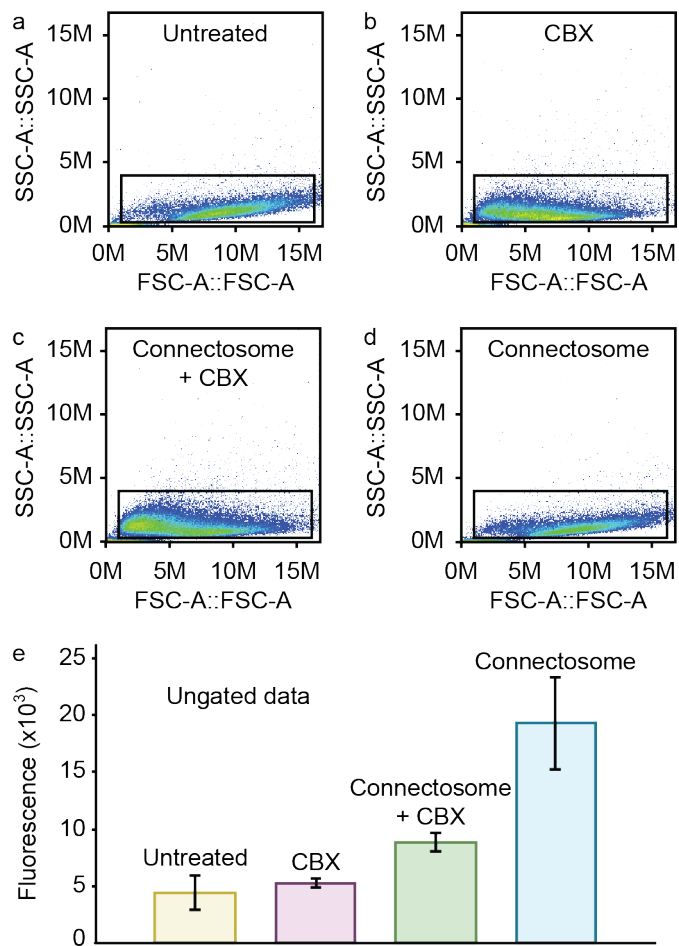 a
Untreated
15M
10M
5M
0M
SSC-A::SSC-A
0M 5M 10M 15M
FSC-A::FSC-A
b
CBX
15M
10M
5M
0M
SSC-A::SSC-A
0M 5M 10M 15M
FSC-A::FSC-A
c
Connectosome
+ CBX
15M
10M
5M
0M
SSC-A::SSC-A
0M 5M 10M 15M
FSC-A::FSC-A
d
Connectosome
15M
10M
5M
0M
SSC-A::SSC-A
0M 5M 10M 15M
FSC-A::FSC-A
e
Ungated data
25
20
15
10
5
0
Fluorescence (x10³)
Untreated
CBX
Connectosome
+ CBX
Connectosome